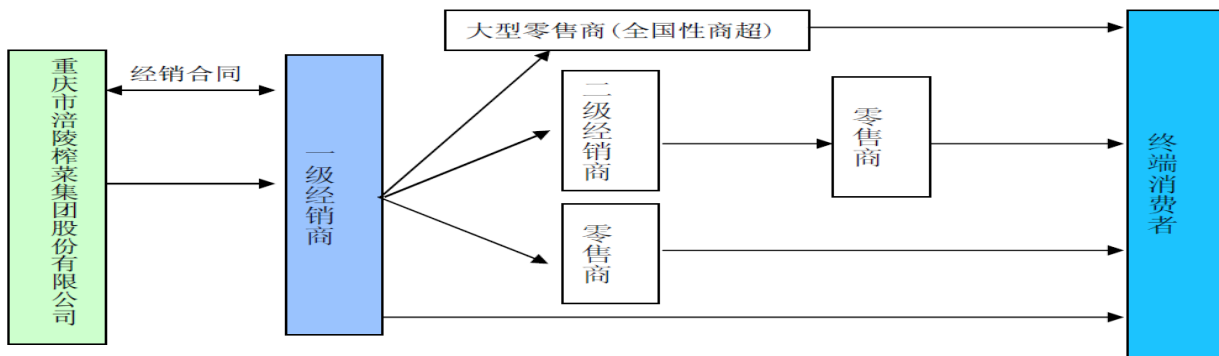 重庆市涪陵榨菜集团股份有限公司
经销合同
一级经销商
大型零售商(全国性商超)
二级经销商
零售商
零售商
终端消费者